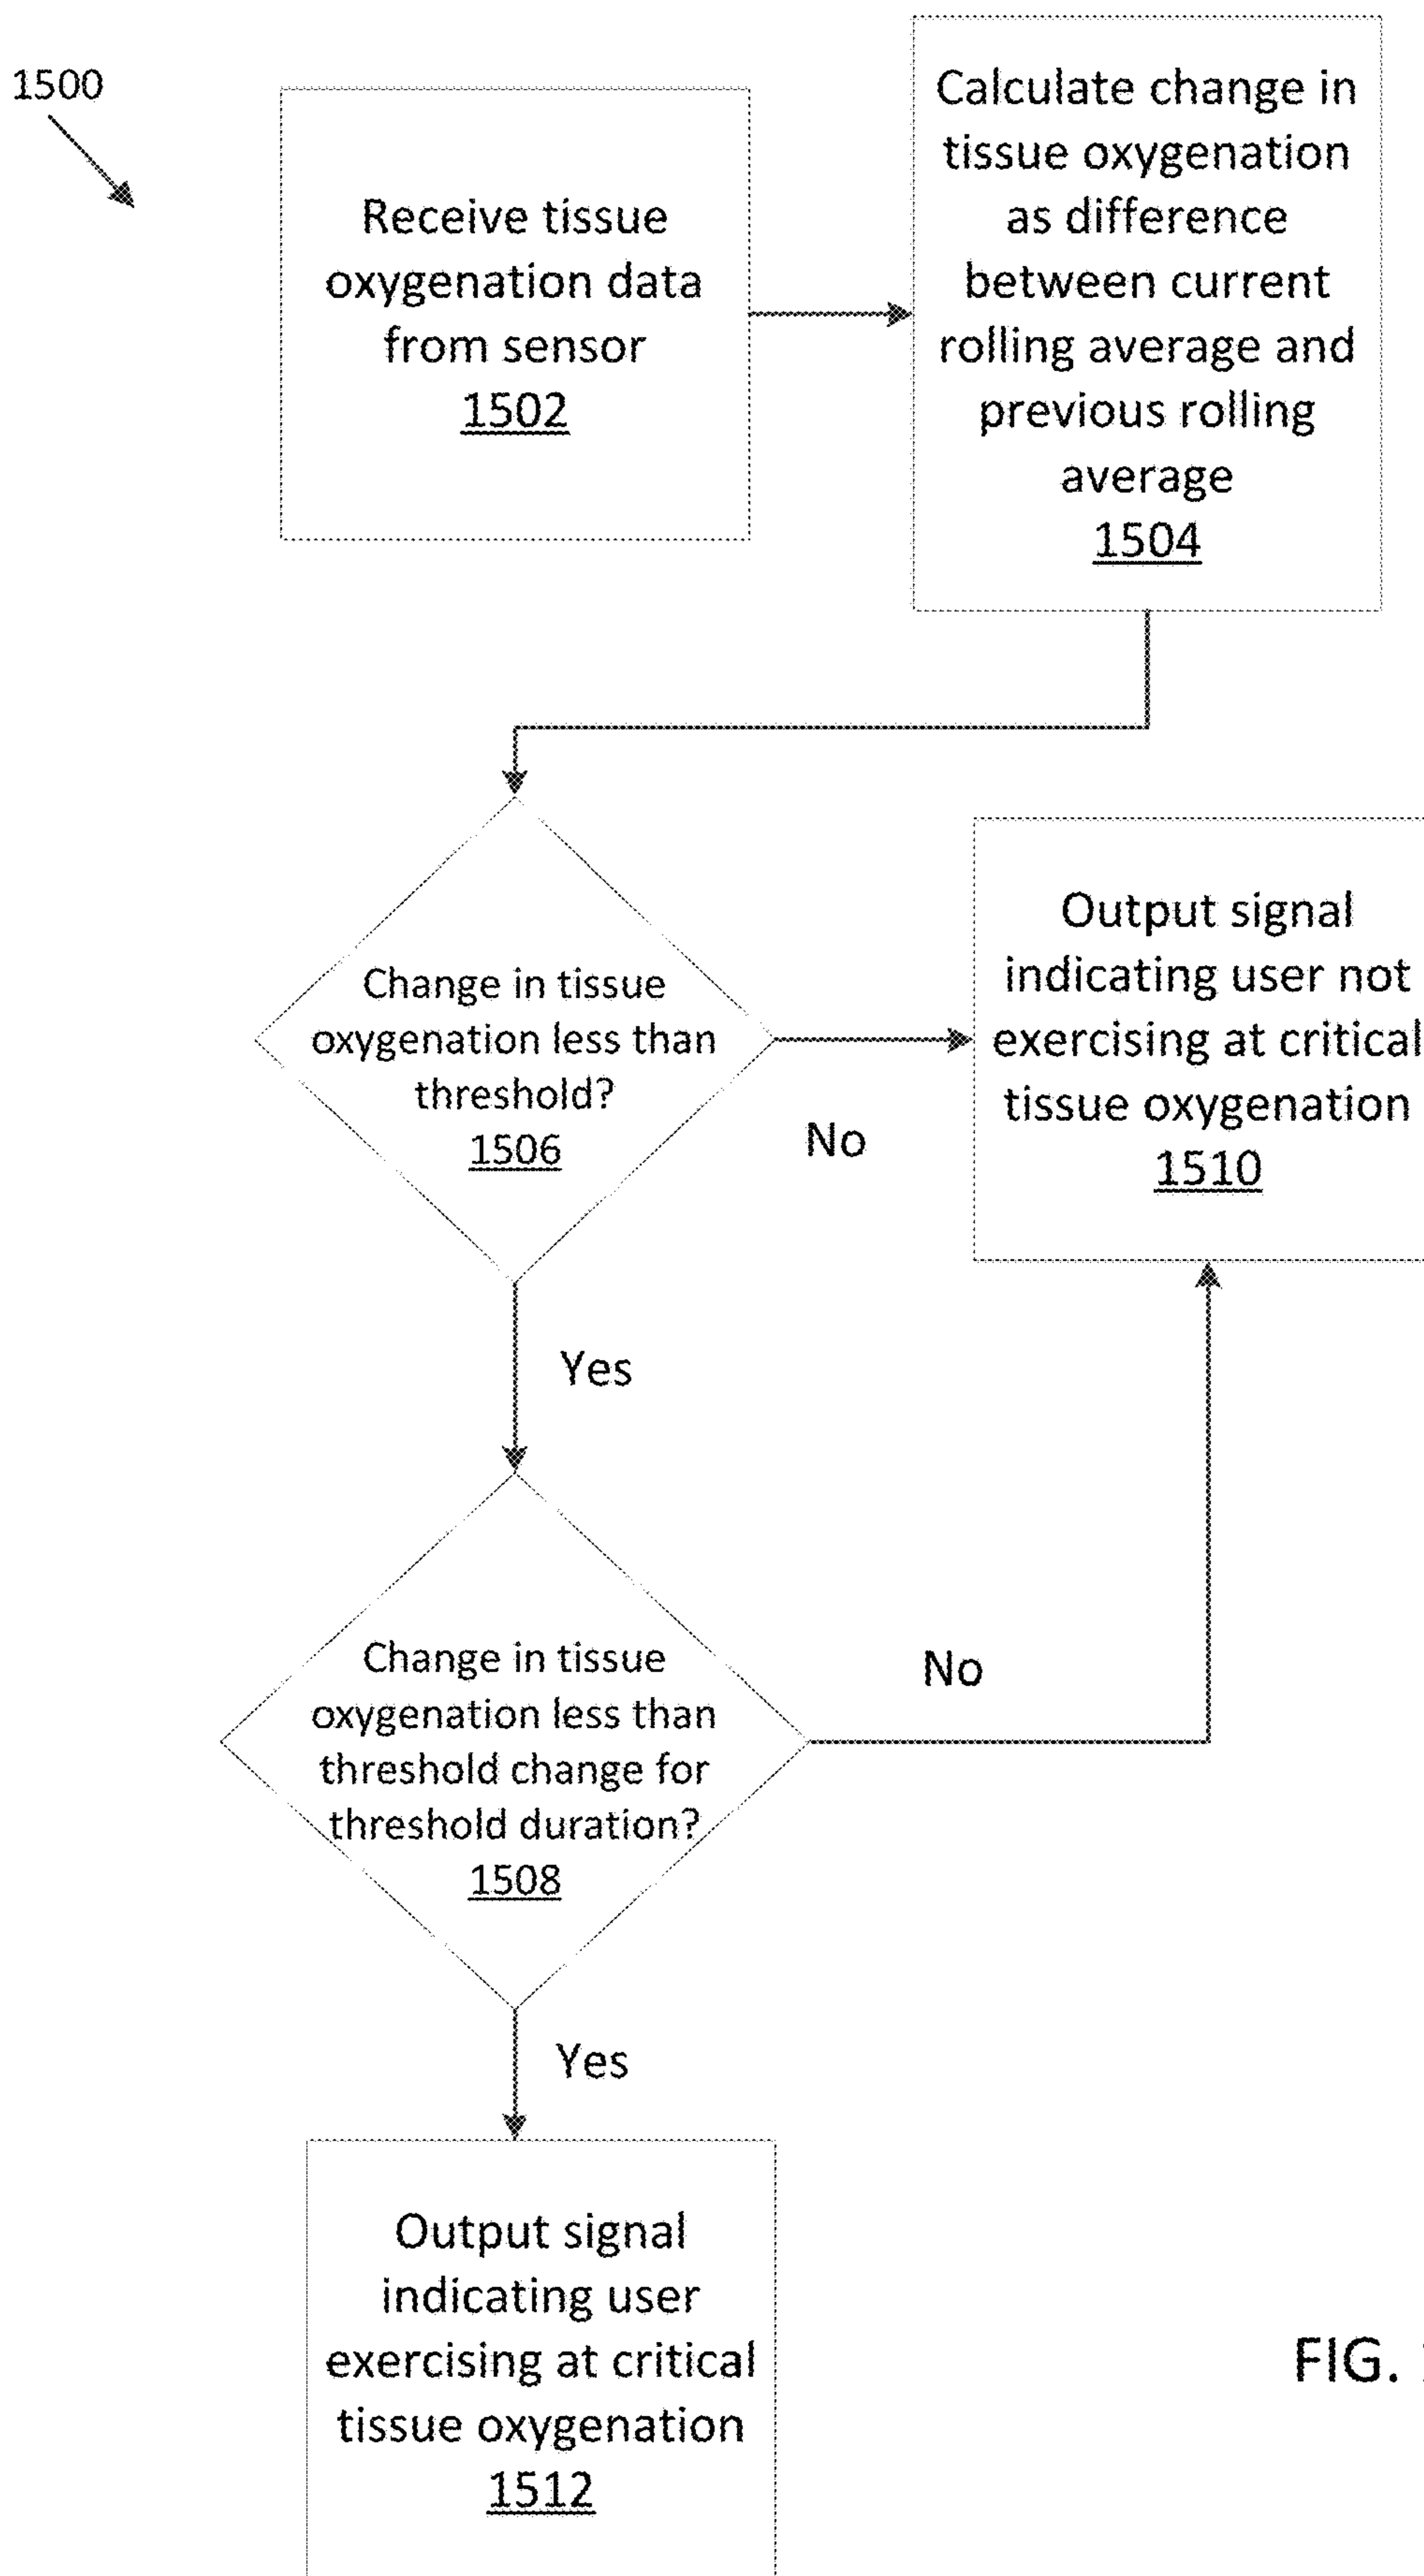 1500
Receive tissue
oxygenation data
from sensor
1502
Calculate change in
tissue oxygenation
as difference
between current
rolling average and
previous rolling
average
1504
Change in tissue
oxygenation less than
threshold?
1506
No
Output signal
indicating user not
exercising at critical
tissue oxygenation
1510
Yes
Change in tissue
oxygenation less than
threshold change for
threshold duration?
1508
No
Yes
Output signal
indicating user
exercising at critical
tissue oxygenation
1512
FIG.